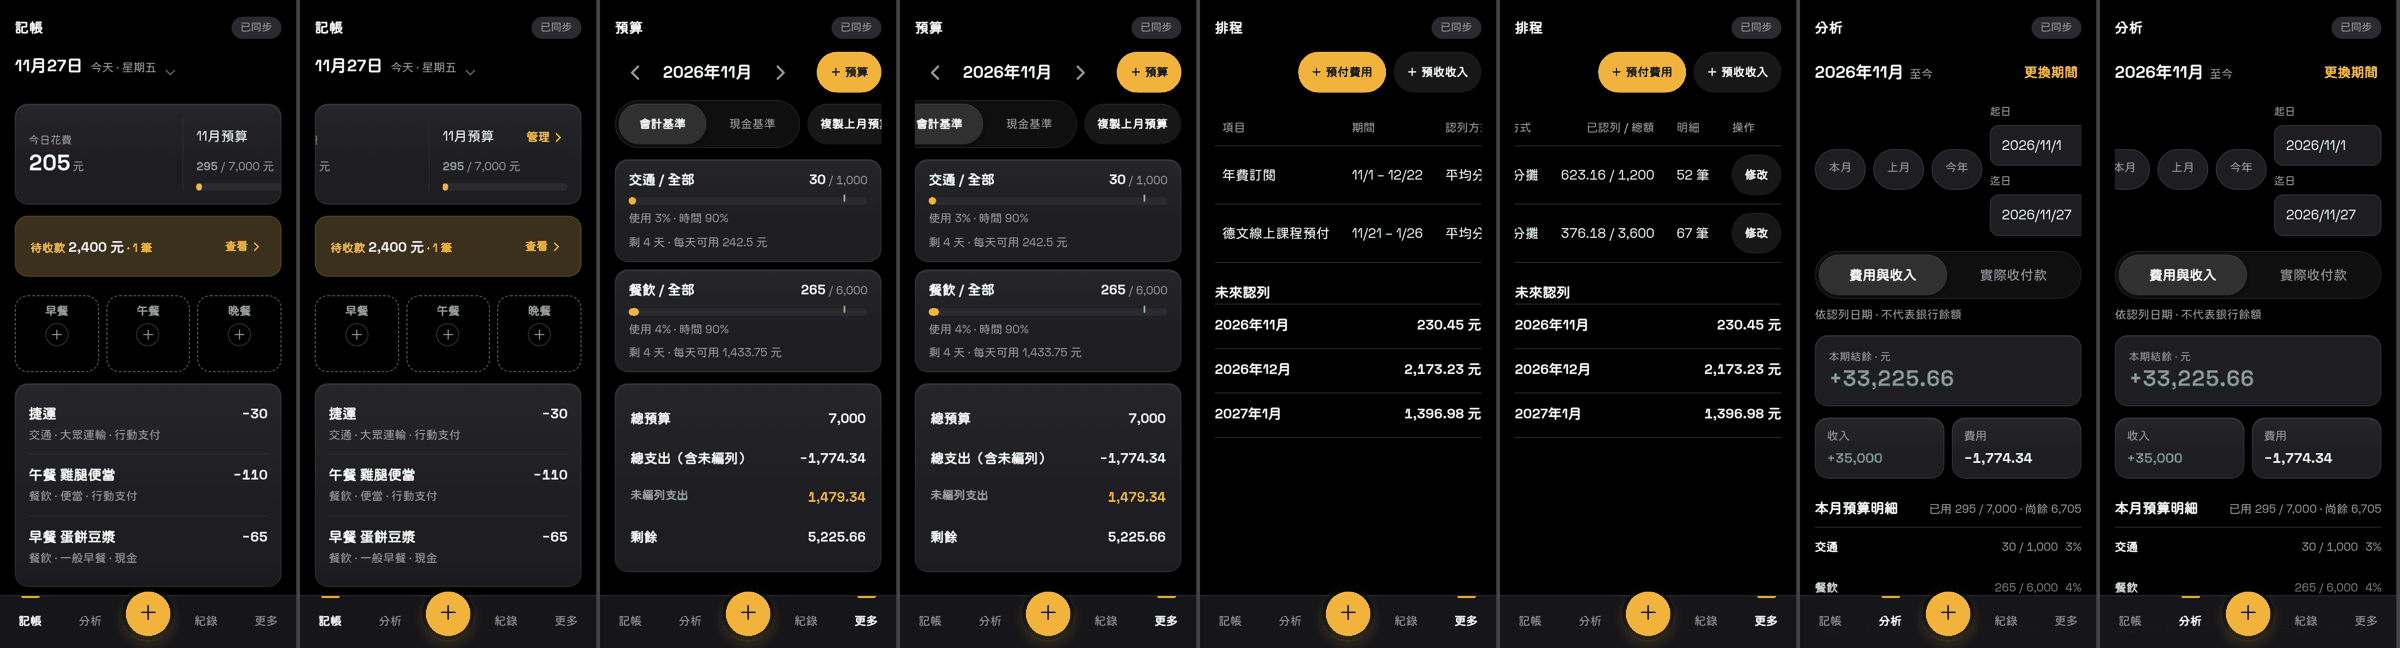 記帳
已同步
11月27日 今天 · 星期五
今日花費
205 元
11月預算
295 / 7,000 元
待收款 2,400 元 · 1 筆
查看
早餐
午餐
晚餐
捷運
-30
交通 · 大眾運輸 · 行動支付
午餐 雞腿便當
-110
餐飲 · 便當 · 行動支付
早餐 蛋餅豆漿
-65
餐飲 · 一般早餐 · 現金
記帳
分析
+
紀錄
更多
記帳
已同步
11月27日 今天 · 星期五
元
11月預算
管理
295 / 7,000 元
待收款 2,400 元 · 1 筆
查看
早餐
午餐
晚餐
捷運
-30
交通 · 大眾運輸 · 行動支付
午餐 雞腿便當
-110
餐飲 · 便當 · 行動支付
早餐 蛋餅豆漿
-65
餐飲 · 一般早餐 · 現金
記帳
分析
+
紀錄
更多
預算
已同步
2026年11月
+ 預算
會計基準
現金基準
複製上月預
交通 / 全部
30 / 1,000
使用 3% · 時間 90%
剩 4 天 · 每天可用 242.5 元
餐飲 / 全部
265 / 6,000
使用 4% · 時間 90%
剩 4 天 · 每天可用 1,433.75 元
總預算
7,000
總支出（含未編列）
-1,774.34
未編列支出
1,479.34
剩餘
5,225.66
記帳
分析
+
紀錄
更多
預算
已同步
2026年11月
+ 預算
會計基準
現金基準
複製上月預算
交通 / 全部
30 / 1,000
使用 3% · 時間 90%
剩 4 天 · 每天可用 242.5 元
餐飲 / 全部
265 / 6,000
使用 4% · 時間 90%
剩 4 天 · 每天可用 1,433.75 元
總預算
7,000
總支出（含未編列）
-1,774.34
未編列支出
1,479.34
剩餘
5,225.66
記帳
分析
+
紀錄
更多
排程
已同步
+ 預付費用
+ 預收收入
項目
期間
認列方
年費訂閱
11/1 – 12/22
平均分
德文線上課程預付
11/21 – 1/26
平均分
未來認列
2026年11月
230.45 元
2026年12月
2,173.23 元
2027年1月
1,396.98 元
記帳
分析
+
紀錄
更多
排程
已同步
+ 預付費用
+ 預收收入
方式
已認列 / 總額
明細
操作
分攤
623.16 / 1,200
52 筆
修改
分攤
376.18 / 3,600
67 筆
修改
未來認列
2026年11月
230.45 元
2026年12月
2,173.23 元
2027年1月
1,396.98 元
記帳
分析
+
紀錄
更多
分析
已同步
2026年11月 至今
更換期間
本月
上月
今年
起日
2026/11/1
迄日
2026/11/27
費用與收入
實際收付款
依認列日期 · 不代表銀行餘額
本期結餘 · 元
+33,225.66
收入
+35,000
費用
-1,774.34
本月預算明細
已用 295 / 7,000 · 尚餘 6,705
交通
30 / 1,000 3%
餐飲
265 / 6,000 4%
記帳
分析
+
紀錄
更多
分析
已同步
2026年11月 至今
更換期間
本月
上月
今年
起日
2026/11/1
迄日
2026/11/27
費用與收入
實際收付款
依認列日期 · 不代表銀行餘額
本期結餘 · 元
+33,225.66
收入
+35,000
費用
-1,774.34
本月預算明細
已用 295 / 7,000 · 尚餘 6,705
交通
30 / 1,000 3%
餐飲
265 / 6,000 4%
記帳
分析
+
紀錄
更多